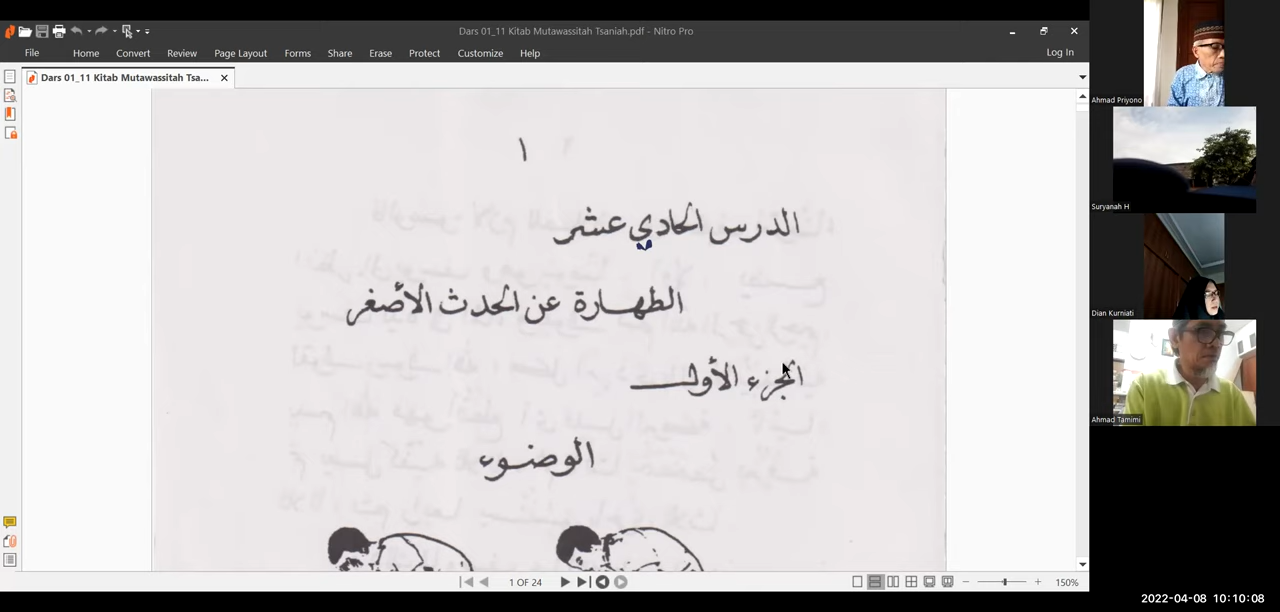 Dars 01_11 Kitab Mutawassitah Tsaniah.pdf - Nitro Pro
File Home Convert Review Page Layout Forms Share Erase Protect Customize Help
Log In
Dars 01_11 Kitab Mutawassitah Tsa...
١
الدرس الحادي عشر
الطهارة عن الحدث الأصغر
الجزء الأول
الوضوء
1 OF 24
150%
Ahmad Priyono
Suryanah H
Dian Kurniati
Ahmad Tamimi
2022-04-08 10:10:08